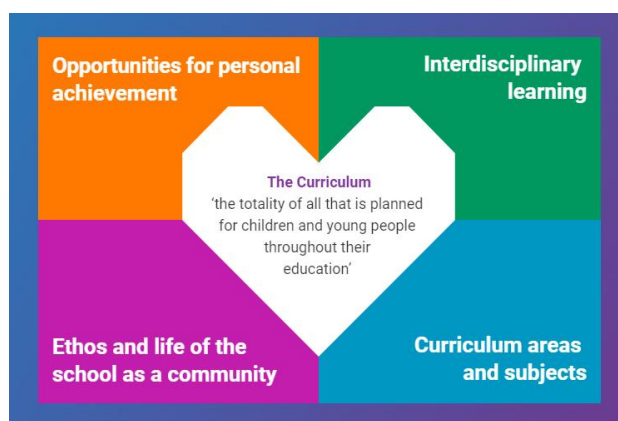 Opportunities for personal
achievement
Interdisciplinary
learning
The Curriculum
‘the totality of all that is planned
for children and young people
throughout their
education’
Ethos and life of the
school as a community
Curriculum areas
and subjects